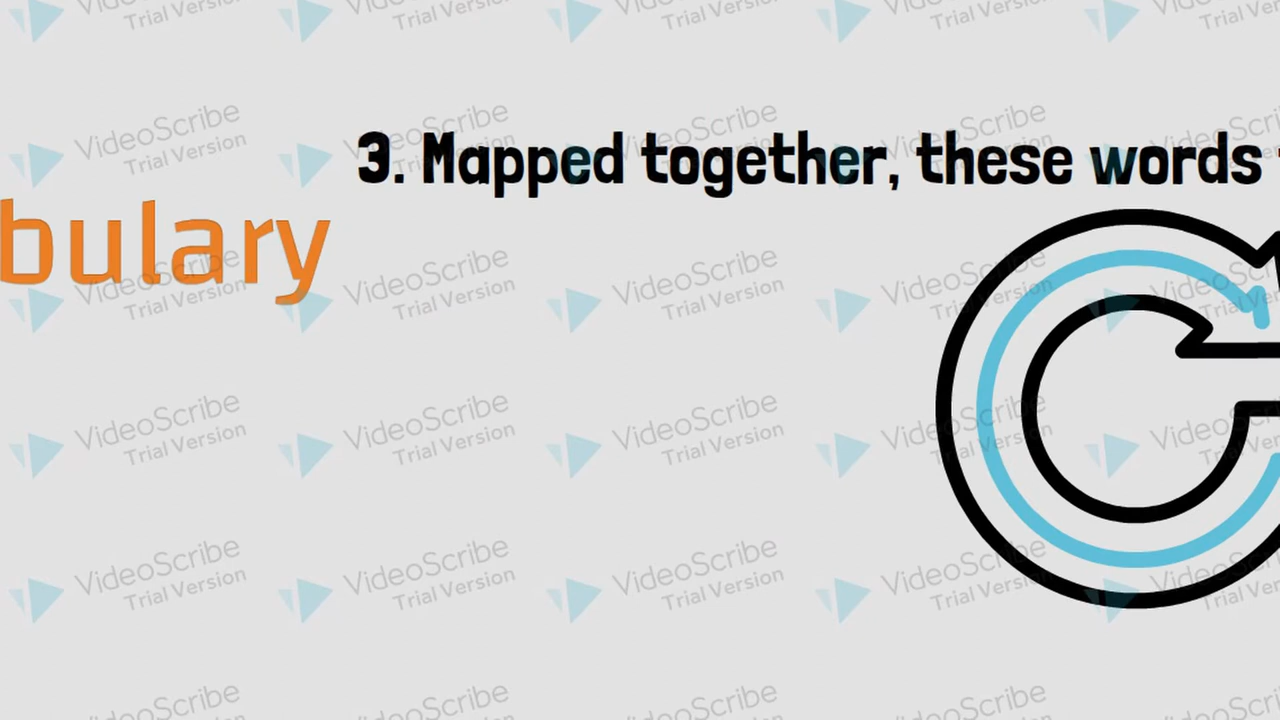 3. Mapped together, these words
bulary
VideoScribe
Trial Version